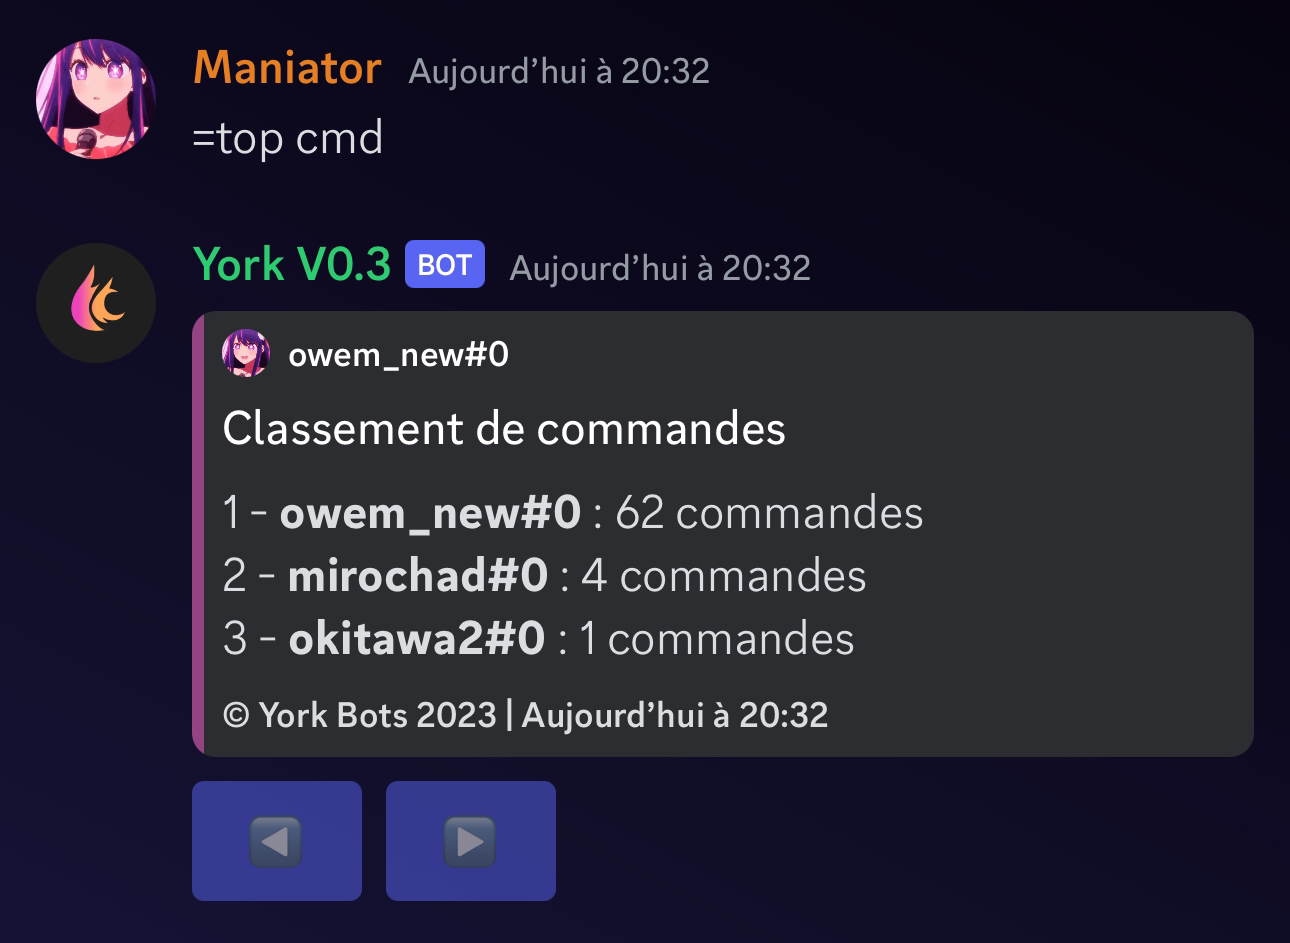 Maniator Aujourd’hui à 20:32
=top cmd
York V0.3 BOT Aujourd’hui à 20:32
owem_new#0
Classement de commandes
1 - owem_new#0 : 62 commandes
2 - mirochad#0 : 4 commandes
3 - okitawa2#0 : 1 commandes
© York Bots 2023 | Aujourd’hui à 20:32